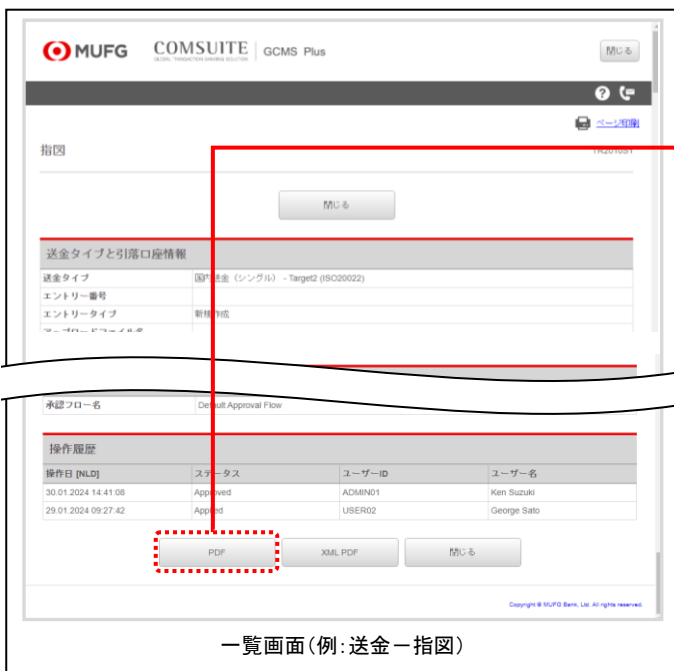 MUFG COMSUITE GCMS Plus 閉じる
GLOBAL TRANSACTION BANKING SOLUTION
ページ印刷
指図
閉じる
送金タイプと引落口座情報
送金タイプ 国内送金（シングル） - Target2 (ISO20022)
エントリー番号
エントリータイプ 新規作成
承認フロー名 Default Approval Flow
操作履歴
操作日 [NLD] ステータス ユーザーID ユーザー名
30.01.2024 14:41:08 Approved ADMIN01 Ken Suzuki
29.01.2024 09:27:42 Applied USER02 George Sato
PDF XML PDF 閉じる
Copyright © MUFG Bank, Ltd. All rights reserved.
一覧画面(例:送金－指図)